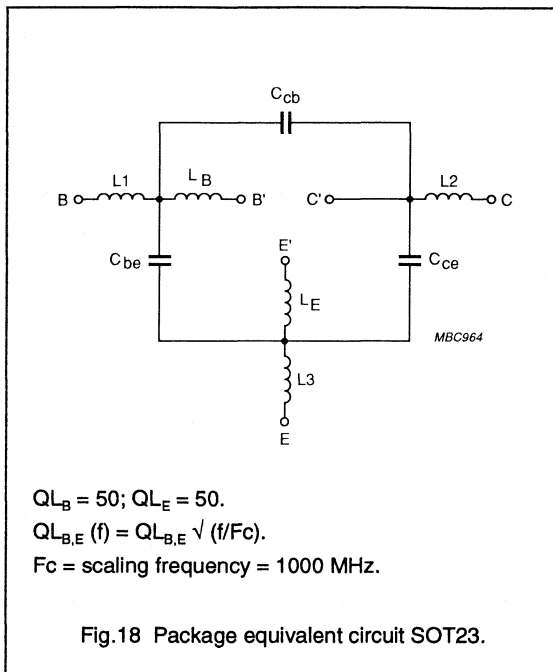 C_cb
L1
L_B
L2
B
B'
C'
C
C_be
E'
C_ce
L_E
MBC964
L3
E
QL_B = 50; QL_E = 50.
QL_B,E (f) = QL_B,E √ (f/Fc).
Fc = scaling frequency = 1000 MHz.
Fig.18 Package equivalent circuit SOT23.